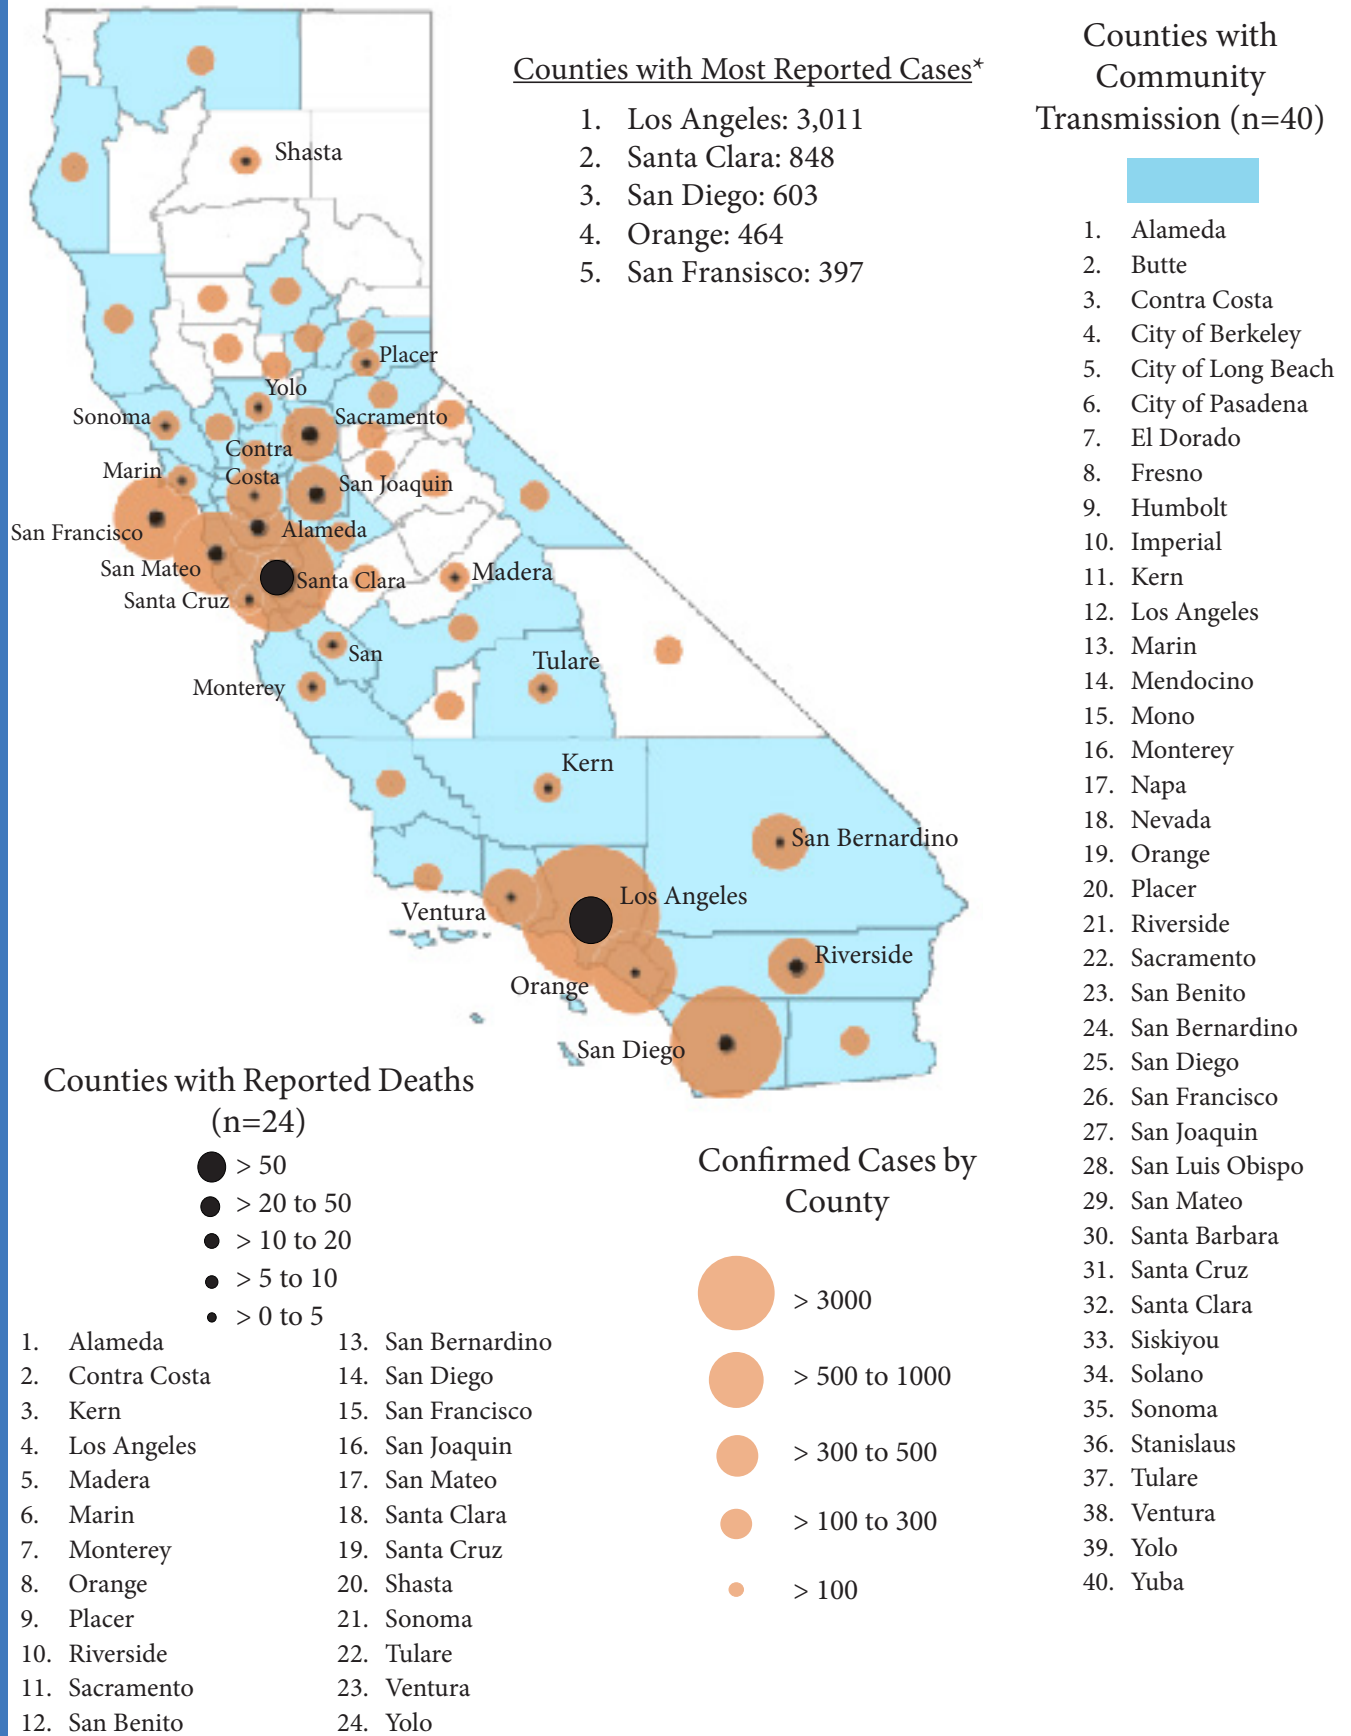 Counties with Most Reported Cases*
1. Los Angeles: 3,011
2. Santa Clara: 848
3. San Diego: 603
4. Orange: 464
5. San Fransisco: 397
Shasta
Placer
Yolo
Sonoma
Sacramento
Contra
Costa
Marin
San Joaquin
San Francisco
Alameda
San Mateo
Santa Clara
Madera
Santa Cruz
San
Tulare
Monterey
Kern
San Bernardino
Los Angeles
Ventura
Riverside
Orange
San Diego
Counties with Reported Deaths
(n=24)
> 50
> 20 to 50
> 10 to 20
> 5 to 10
> 0 to 5
1. Alameda
2. Contra Costa
3. Kern
4. Los Angeles
5. Madera
6. Marin
7. Monterey
8. Orange
9. Placer
10. Riverside
11. Sacramento
12. San Benito
13. San Bernardino
14. San Diego
15. San Francisco
16. San Joaquin
17. San Mateo
18. Santa Clara
19. Santa Cruz
20. Shasta
21. Sonoma
22. Tulare
23. Ventura
24. Yolo
Confirmed Cases by
County
> 3000
> 500 to 1000
> 300 to 500
> 100 to 300
> 100
Counties with
Community
Transmission (n=40)
1. Alameda
2. Butte
3. Contra Costa
4. City of Berkeley
5. City of Long Beach
6. City of Pasadena
7. El Dorado
8. Fresno
9. Humbolt
10. Imperial
11. Kern
12. Los Angeles
13. Marin
14. Mendocino
15. Mono
16. Monterey
17. Napa
18. Nevada
19. Orange
20. Placer
21. Riverside
22. Sacramento
23. San Benito
24. San Bernardino
25. San Diego
26. San Francisco
27. San Joaquin
28. San Luis Obispo
29. San Mateo
30. Santa Barbara
31. Santa Cruz
32. Santa Clara
33. Siskiyou
34. Solano
35. Sonoma
36. Stanislaus
37. Tulare
38. Ventura
39. Yolo
40. Yuba